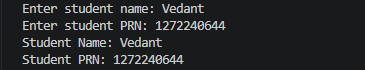 Enter student name: Vedant
Enter student PRN: 1272240644
Student Name: Vedant
Student PRN: 1272240644